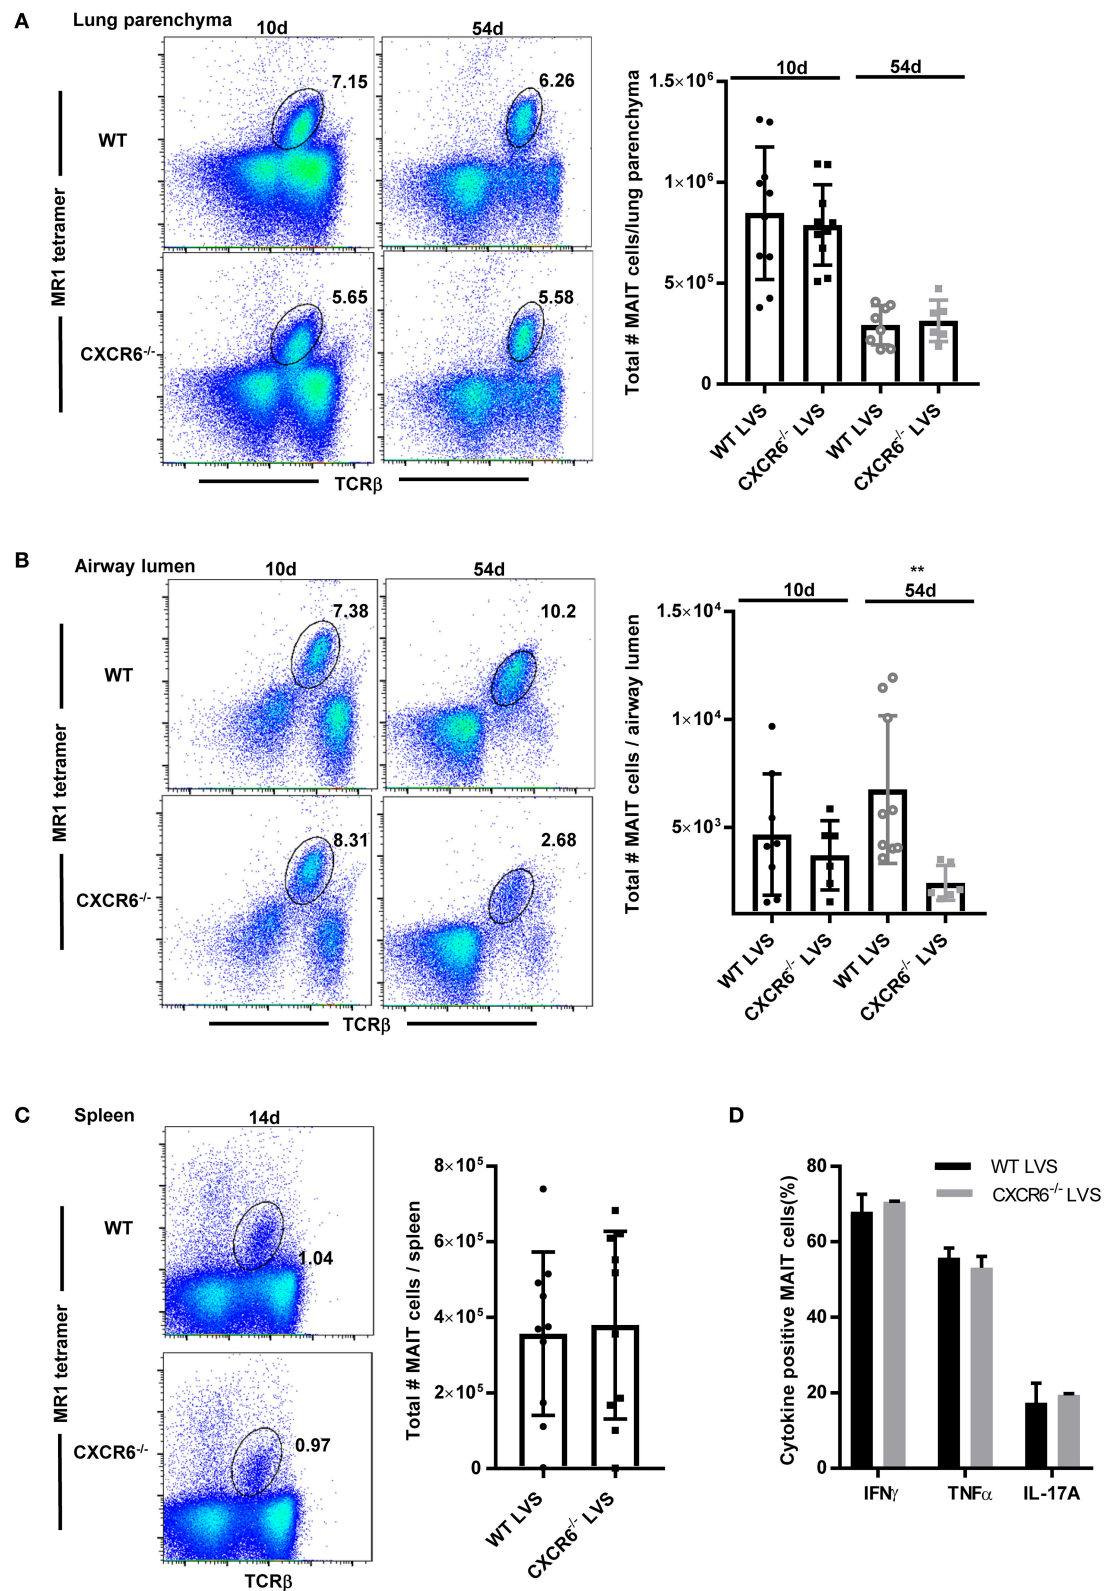 A
Lung parenchyma
10d
54d
7.15
6.26
WT
MR1 tetramer
5.65
5.58
CXCR6-/-
TCRβ
Total # MAIT cells/lung parenchyma
10d
54d
1.5×10⁶
1×10⁶
5×10⁵
0
WT LVS
CXCR6-/- LVS
WT LVS
CXCR6-/- LVS
B
Airway lumen
10d
54d
7.38
10.2
WT
MR1 tetramer
8.31
2.68
CXCR6-/-
TCRβ
Total # MAIT cells / airway lumen
10d
**
54d
1.5×10⁴
1×10⁴
5×10³
WT LVS
CXCR6-/- LVS
WT LVS
CXCR6-/- LVS
C
Spleen
14d
WT
1.04
MR1 tetramer
CXCR6-/-
0.97
TCRβ
Total # MAIT cells / spleen
8×10⁵
6×10⁵
4×10⁵
2×10⁵
0
WT LVS
CXCR6-/- LVS
D
Cytokine positive MAIT cells(%)
80
60
40
20
0
WT LVS
CXCR6-/- LVS
IFNγ
TNFα
IL-17A